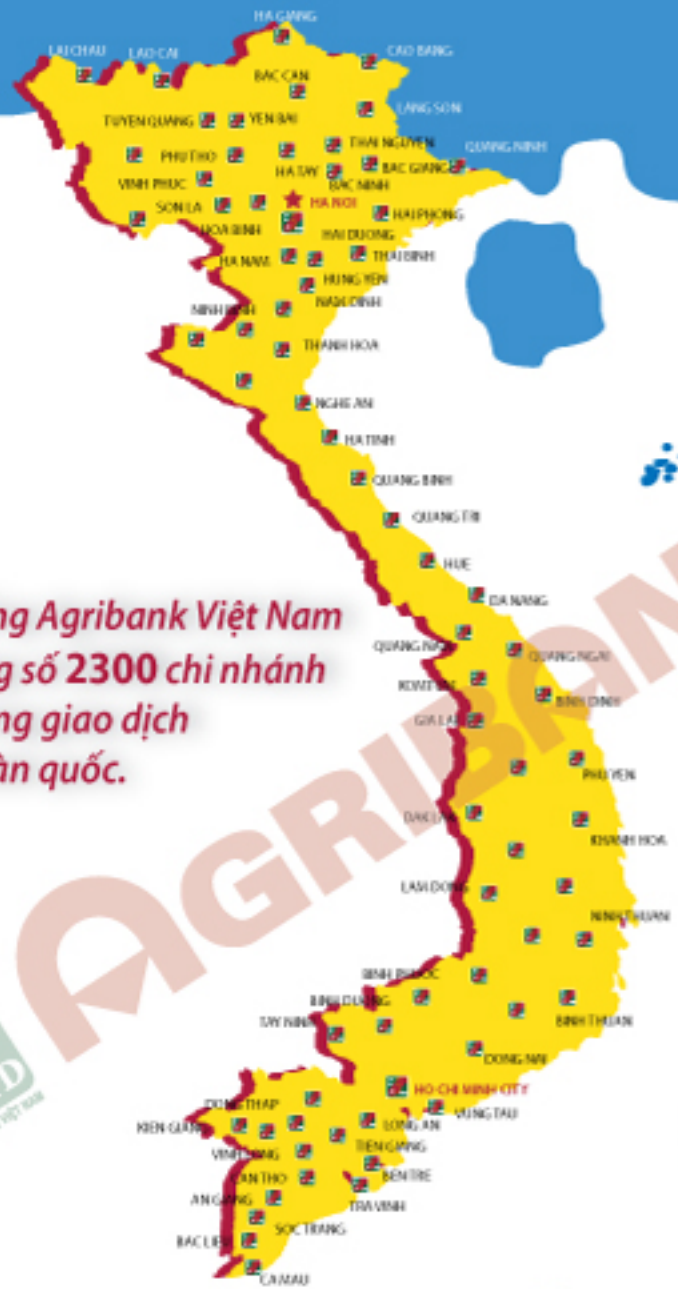 HA GIANG
LAI CHAU
LAO CAI
CAO BANG
BAC CAN
LANG SON
TUYEN QUANG
YEN BAI
THAI NGUYEN
QUANG NINH
PHU THO
HA TAY
BAC GIANG
VINH PHUC
BAC NINH
SON LA
HA NOI
HAI PHONG
HOA BINH
HAI DUONG
HA NAM
THAI BINH
HUNG YEN
NINH BINH
NAM DINH
THANH HOA
NGHE AN
HA TINH
QUANG BINH
QUANG TRI
HUE
DA NANG
ng Agribank Việt Nam
g số 2300 chi nhánh
ng giao dịch
àn quốc.
QUANG NAM
QUANG NGAI
BINH DINH
GIA LAI
PHU YEN
DAK LAK
KHANH HOA
LAM DONG
NINH THUAN
BINH PHUOC
BINH DUONG
TAY NINH
BINH THUAN
DONG NAI
HO CHI MINH CITY
DONG THAP
VUNG TAU
KIEN GIANG
LONG AN
VINH LONG
TIEN GIANG
CAN THO
BEN TRE
AN GIANG
TRA VINH
SOC TRANG
BAC LIEU
CA MAU
AGRIBAN
VIỆT NAM